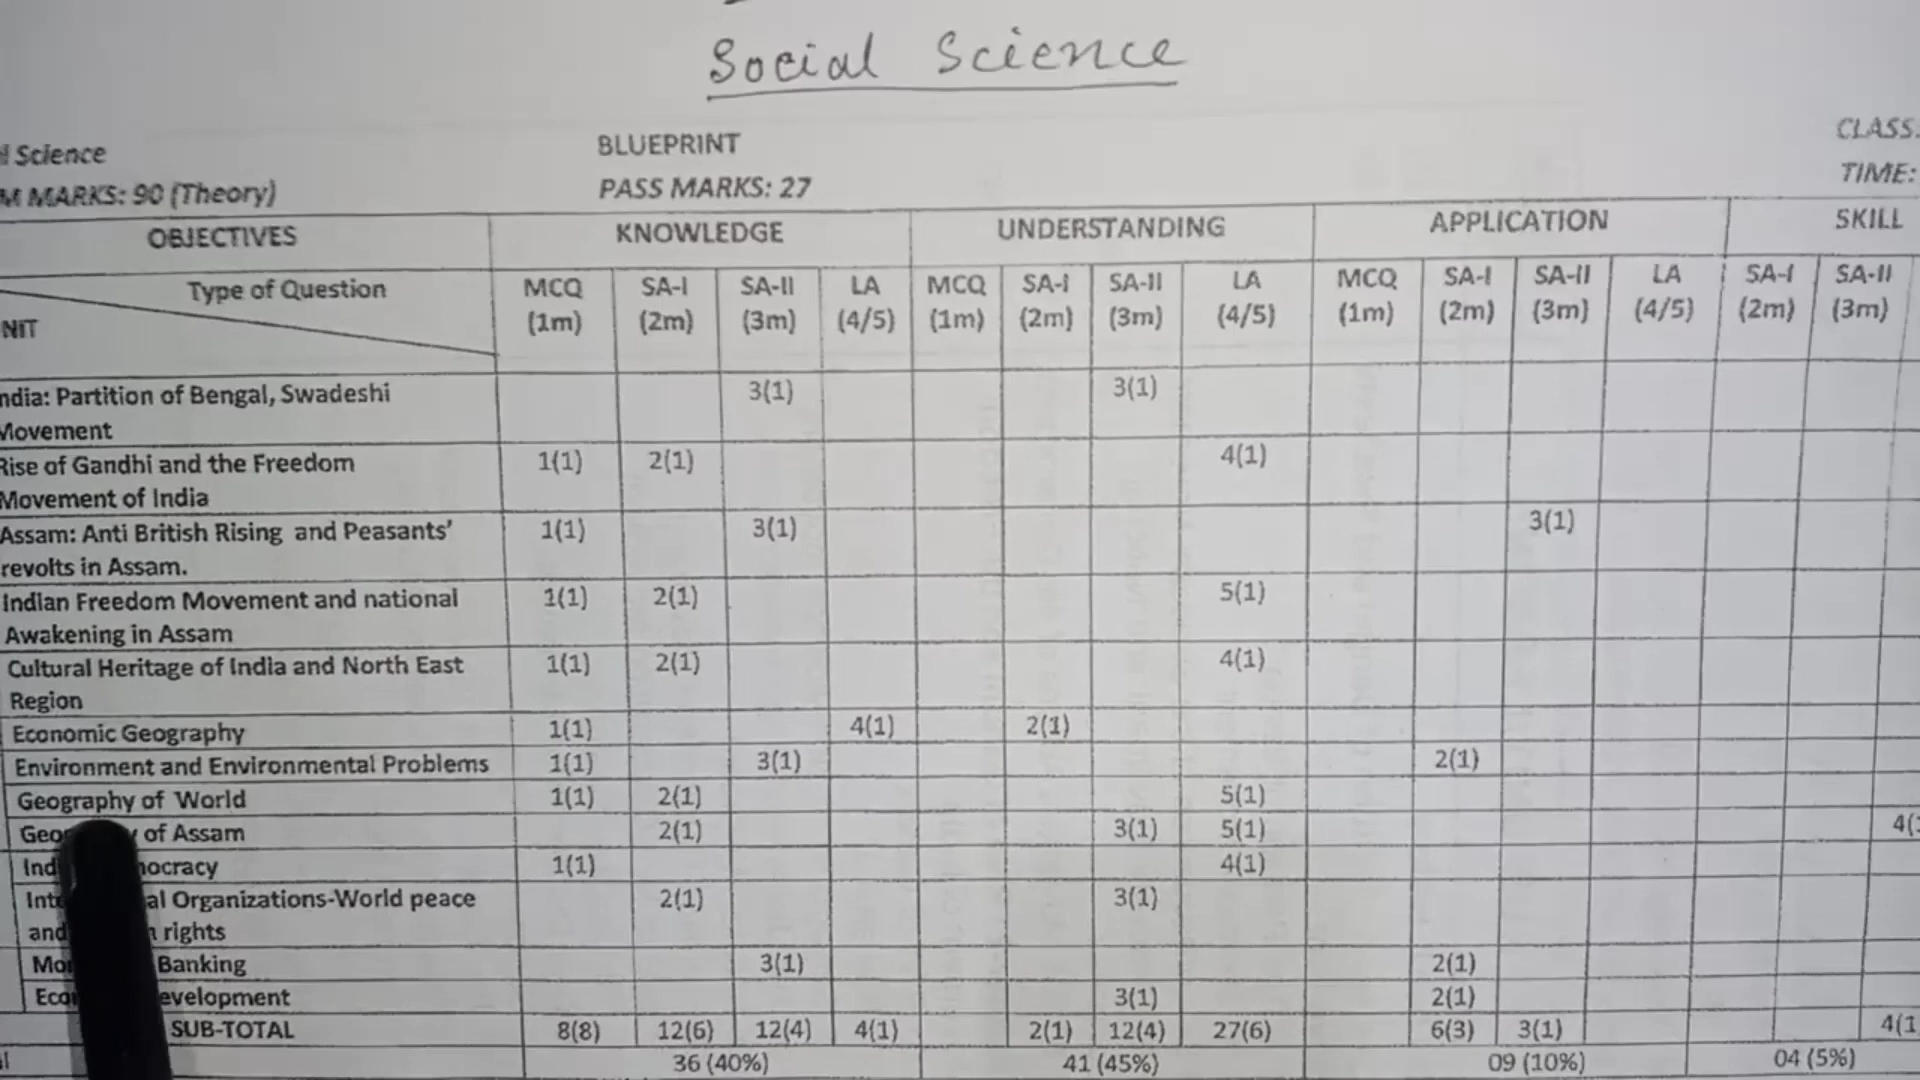 Social Science
Science BLUEPRINT CLASS.
MARKS: 90 (Theory) PASS MARKS: 27 TIME:
OBJECTIVES KNOWLEDGE UNDERSTANDING APPLICATION SKILL
Type of Question MCQ SA-I SA-II LA MCQ SA-I SA-II LA MCQ SA-I SA-II LA SA-I SA-II
NIT (1m) (2m) (3m) (4/5) (1m) (2m) (3m) (4/5) (1m) (2m) (3m) (4/5) (2m) (3m)
ndia: Partition of Bengal, Swadeshi 3(1) 3(1)
Movement
Rise of Gandhi and the Freedom 1(1) 2(1) 4(1)
Movement of India
Assam: Anti British Rising and Peasants' 1(1) 3(1) 3(1)
revolts in Assam.
Indian Freedom Movement and national 1(1) 2(1) 5(1)
Awakening in Assam
Cultural Heritage of India and North East 1(1) 2(1) 4(1)
Region
Economic Geography 1(1) 4(1) 2(1)
Environment and Environmental Problems 1(1) 3(1) 2(1)
Geography of World 1(1) 2(1) 5(1)
of Assam 2(1) 3(1) 5(1) 4(
1(1) 4(1)
Organizations-World peace 2(1) 3(1)
and rights
Banking 3(1) 2(1)
3(1) 2(1)
SUB-TOTAL 8(8) 12(6) 12(4) 4(1) 2(1) 12(4) 27(6) 6(3) 3(1) 4(1
36 (40%) 41 (45%) 09 (10%) 04 (5%)